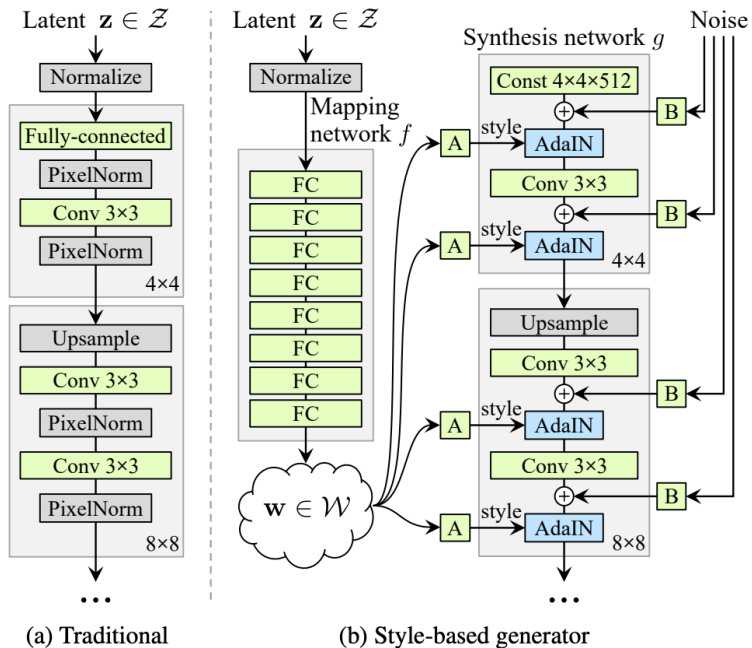 Latent z ∈ 𝒵
Normalize
Fully-connected
PixelNorm
Conv 3×3
PixelNorm
4×4
Upsample
Conv 3×3
PixelNorm
Conv 3×3
PixelNorm
8×8
...
(a) Traditional
Latent z ∈ 𝒵
Normalize
Mapping
network f
FC
FC
FC
FC
FC
FC
FC
FC
w ∈ 𝒲
Noise
Synthesis network g
Const 4×4×512
B
A
style
AdaIN
Conv 3×3
B
A
style
AdaIN
4×4
Upsample
Conv 3×3
B
A
style
AdaIN
Conv 3×3
B
A
style
AdaIN
8×8
...
(b) Style-based generator